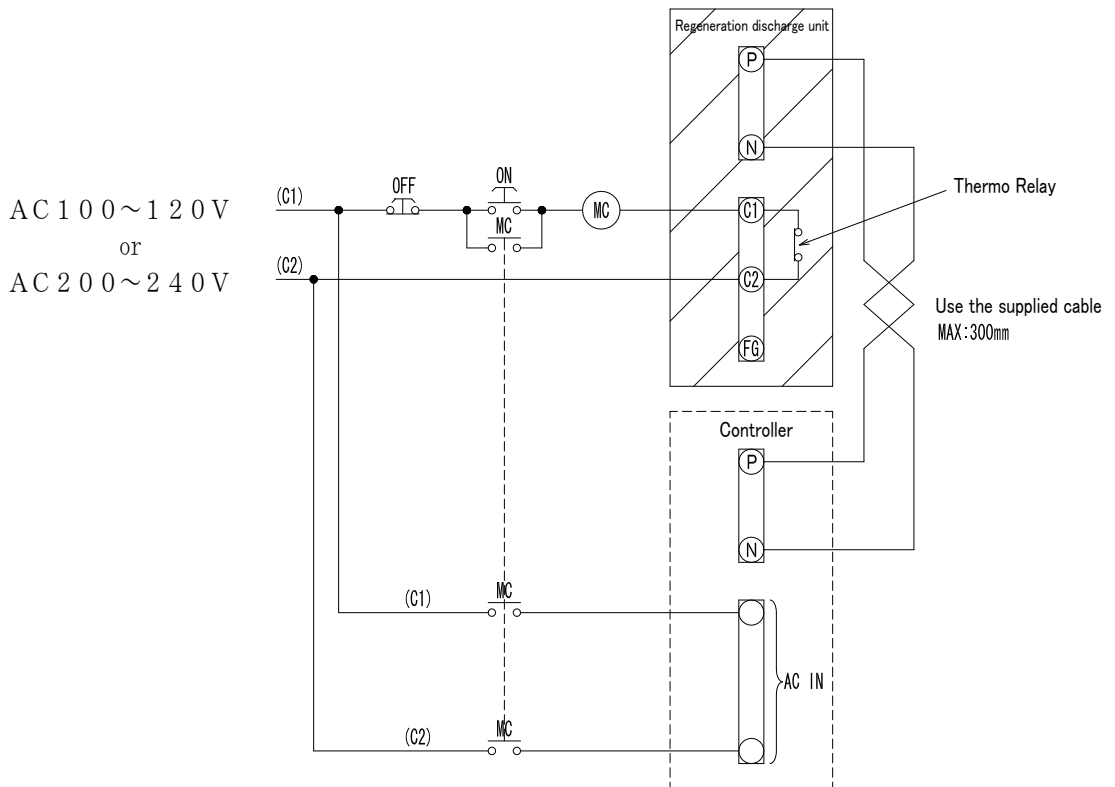 Regeneration discharge unit
P
N
(C1)
OFF
ON
MC
MC
C1
Thermo Relay
AC100～120V
or
AC200～240V
(C2)
C2
Use the supplied cable
MAX:300mm
FG
Controller
P
N
(C1)
MC
AC IN
(C2)
MC